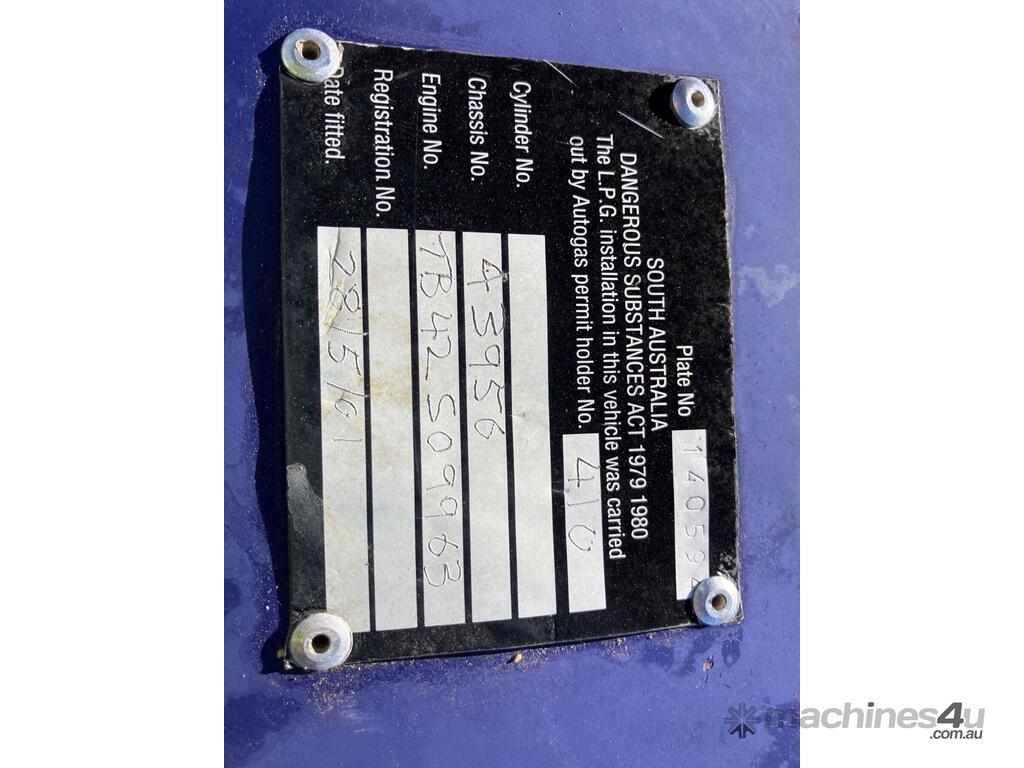 Plate No 140594
SOUTH AUSTRALIA
DANGEROUS SUBSTANCES ACT 1979 1980
The L.P.G. installation in this vehicle was carried
out by Autogas permit holder No. 410
Cylinder No.
Chassis No. 43956
Engine No. TB42 S099963
Registration No.
Date fitted. 28/5/01
machines4u
.com.au